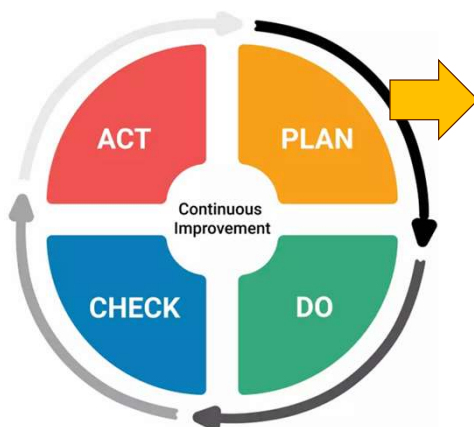 ACT
PLAN
Continuous
Improvement
CHECK
DO